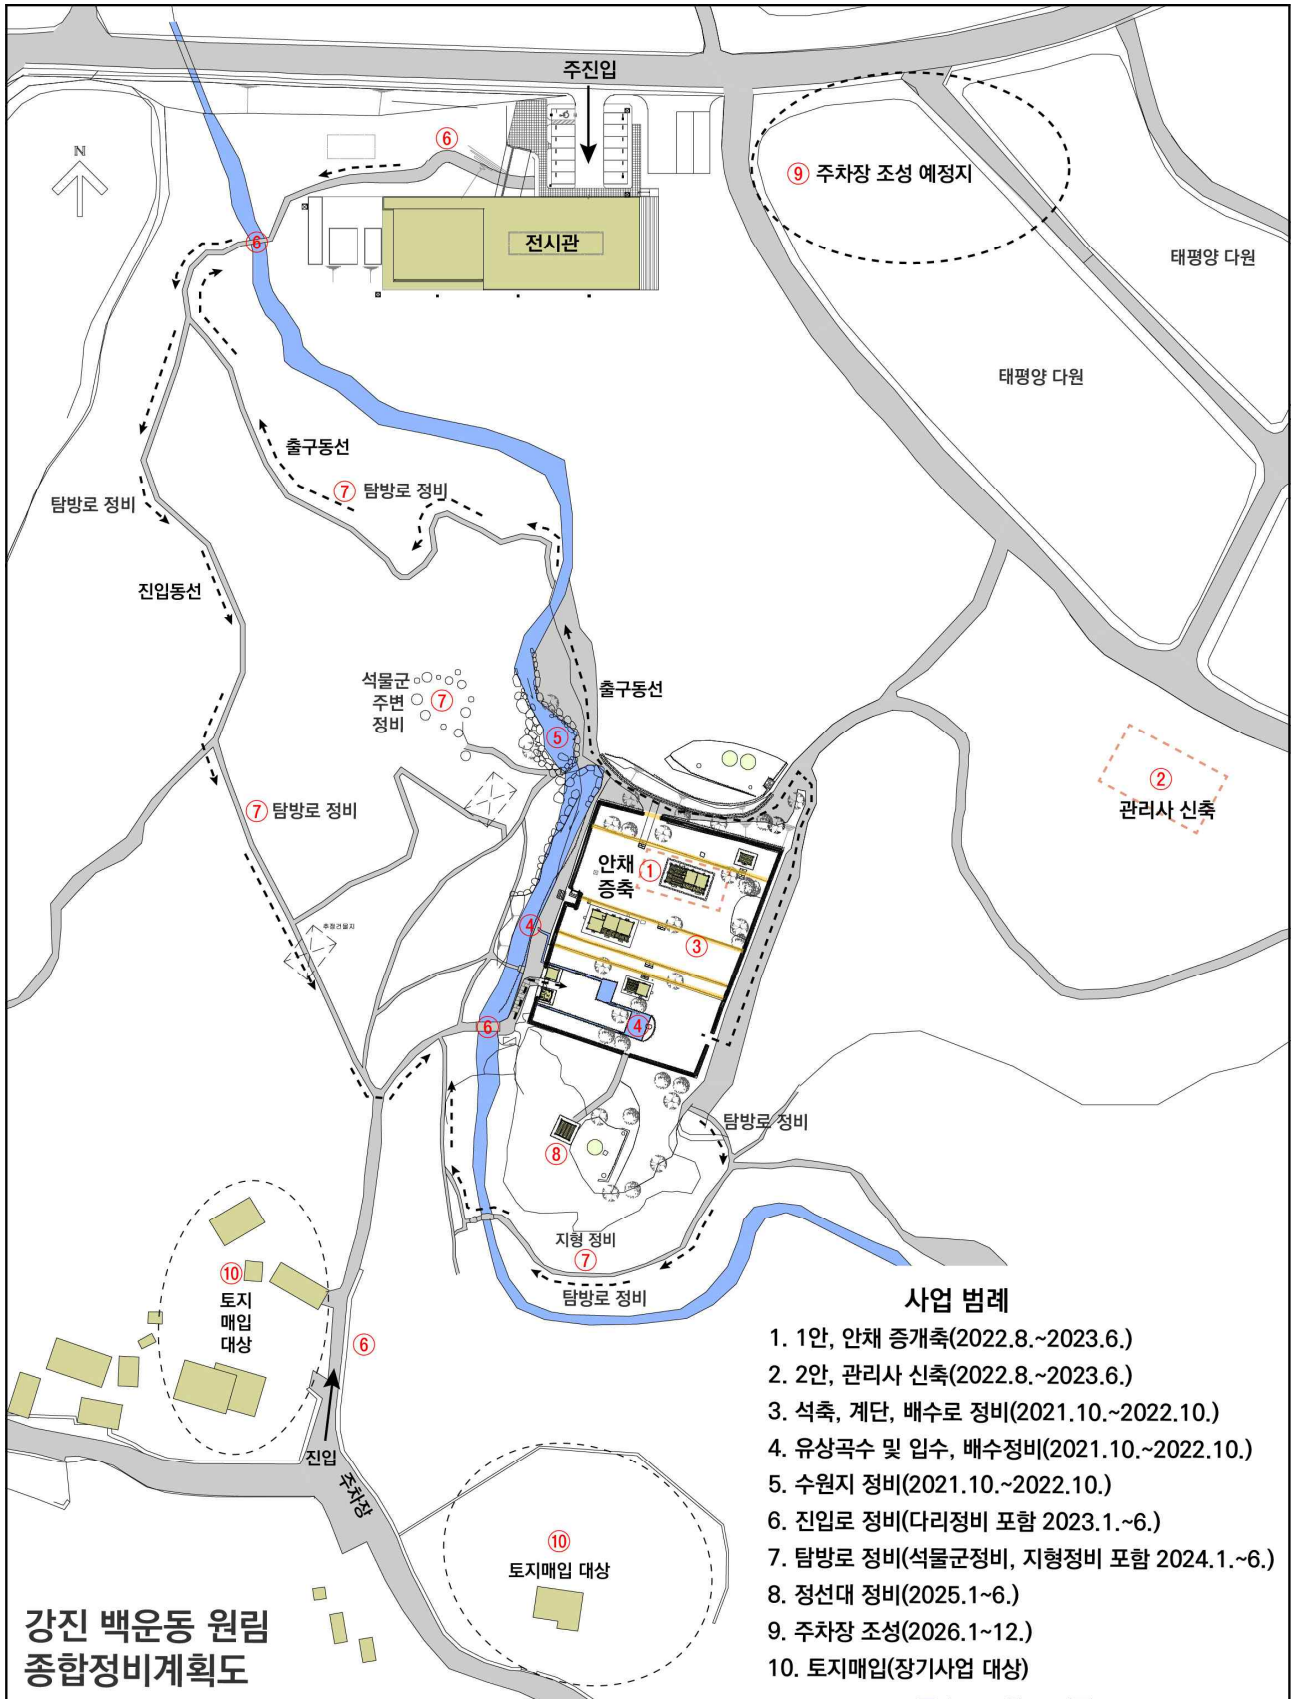 주진입
⑥
N
⑨ 주차장 조성 예정지
⑥
전시관
태평양 다원
태평양 다원
출구동선
⑦ 탐방로 정비
탐방로 정비
진입동선
석물군
주변
정비
⑦
출구동선
⑤
②
관리사 신축
⑦ 탐방로 정비
안채
증축
①
④
③
추정건물지
⑥
④
탐방로 정비
⑧
지형 정비
⑦
탐방로 정비
⑩
토지
매입
대상
⑥
진입
주차장
⑩
토지매입 대상
사업 범례
1. 1안, 안채 증개축(2022.8.~2023.6.)
2. 2안, 관리사 신축(2022.8.~2023.6.)
3. 석축, 계단, 배수로 정비(2021.10.~2022.10.)
4. 유상곡수 및 입수, 배수정비(2021.10.~2022.10.)
5. 수원지 정비(2021.10.~2022.10.)
6. 진입로 정비(다리정비 포함 2023.1.~6.)
7. 탐방로 정비(석물군정비, 지형정비 포함 2024.1.~6.)
8. 정선대 정비(2025.1~6.)
9. 주차장 조성(2026.1~12.)
10. 토지매입(장기사업 대상)
강진 백운동 원림
종합정비계획도